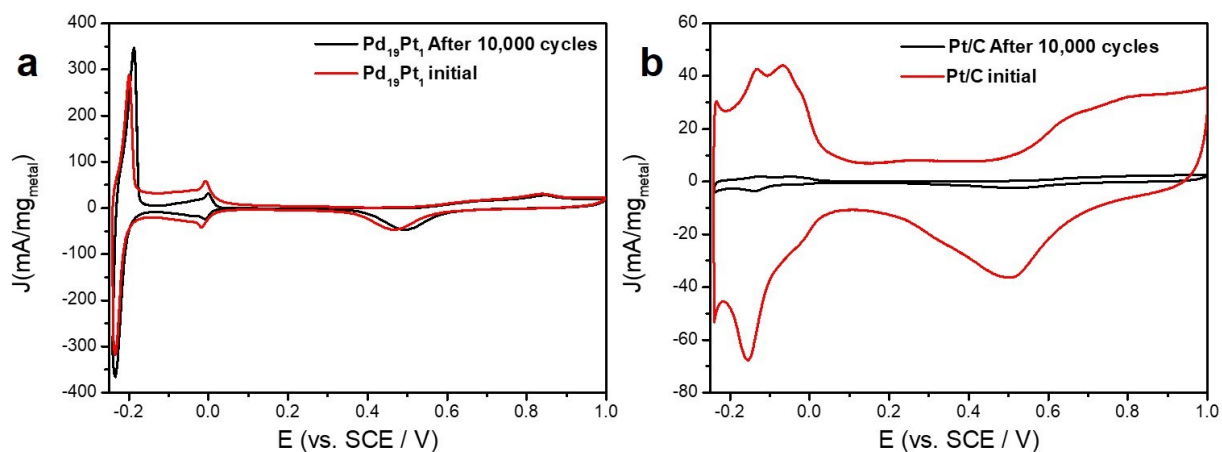 a
Pd₁₉Pt₁ After 10,000 cycles
Pd₁₉Pt₁ initial
400
300
200
100
0
-100
-200
-300
-400
J(mA/mg_metal)
-0.2 0.0 0.2 0.4 0.6 0.8 1.0
E (vs. SCE / V)
b
Pt/C After 10,000 cycles
Pt/C initial
60
40
20
0
-20
-40
-60
-80
J(mA/mg_metal)
-0.2 0.0 0.2 0.4 0.6 0.8 1.0
E (vs. SCE / V)